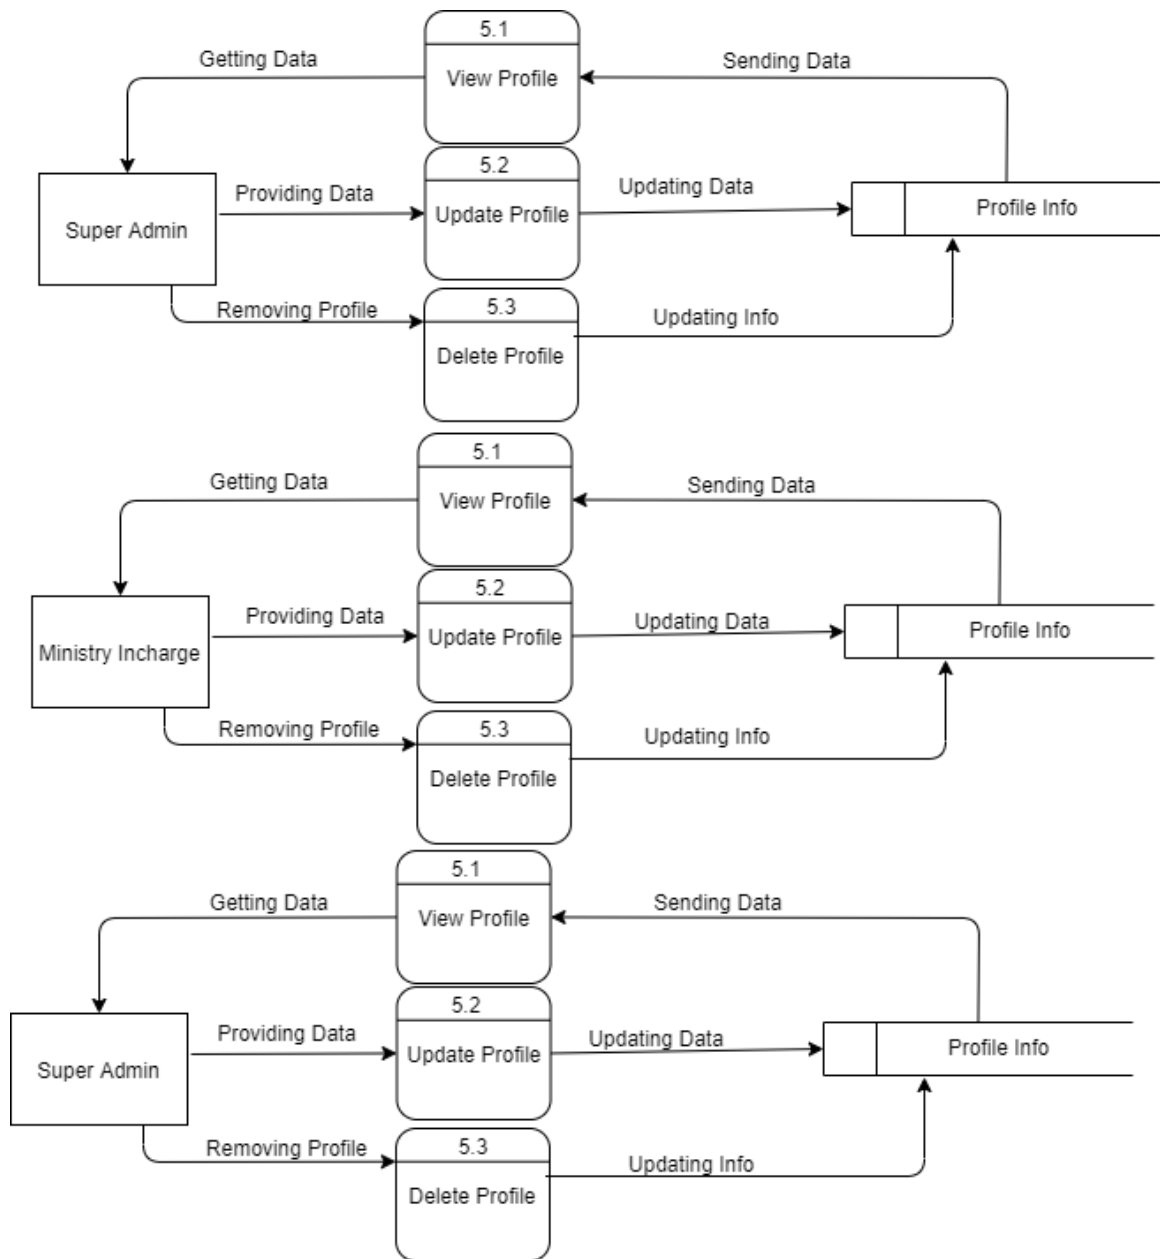 5.1
Getting Data
Sending Data
View Profile
5.2
Providing Data
Updating Data
Super Admin
Update Profile
Profile Info
5.3
Removing Profile
Updating Info
Delete Profile
5.1
Getting Data
Sending Data
View Profile
5.2
Providing Data
Updating Data
Ministry Incharge
Update Profile
Profile Info
5.3
Removing Profile
Updating Info
Delete Profile
5.1
Getting Data
Sending Data
View Profile
5.2
Providing Data
Updating Data
Super Admin
Update Profile
Profile Info
5.3
Removing Profile
Updating Info
Delete Profile